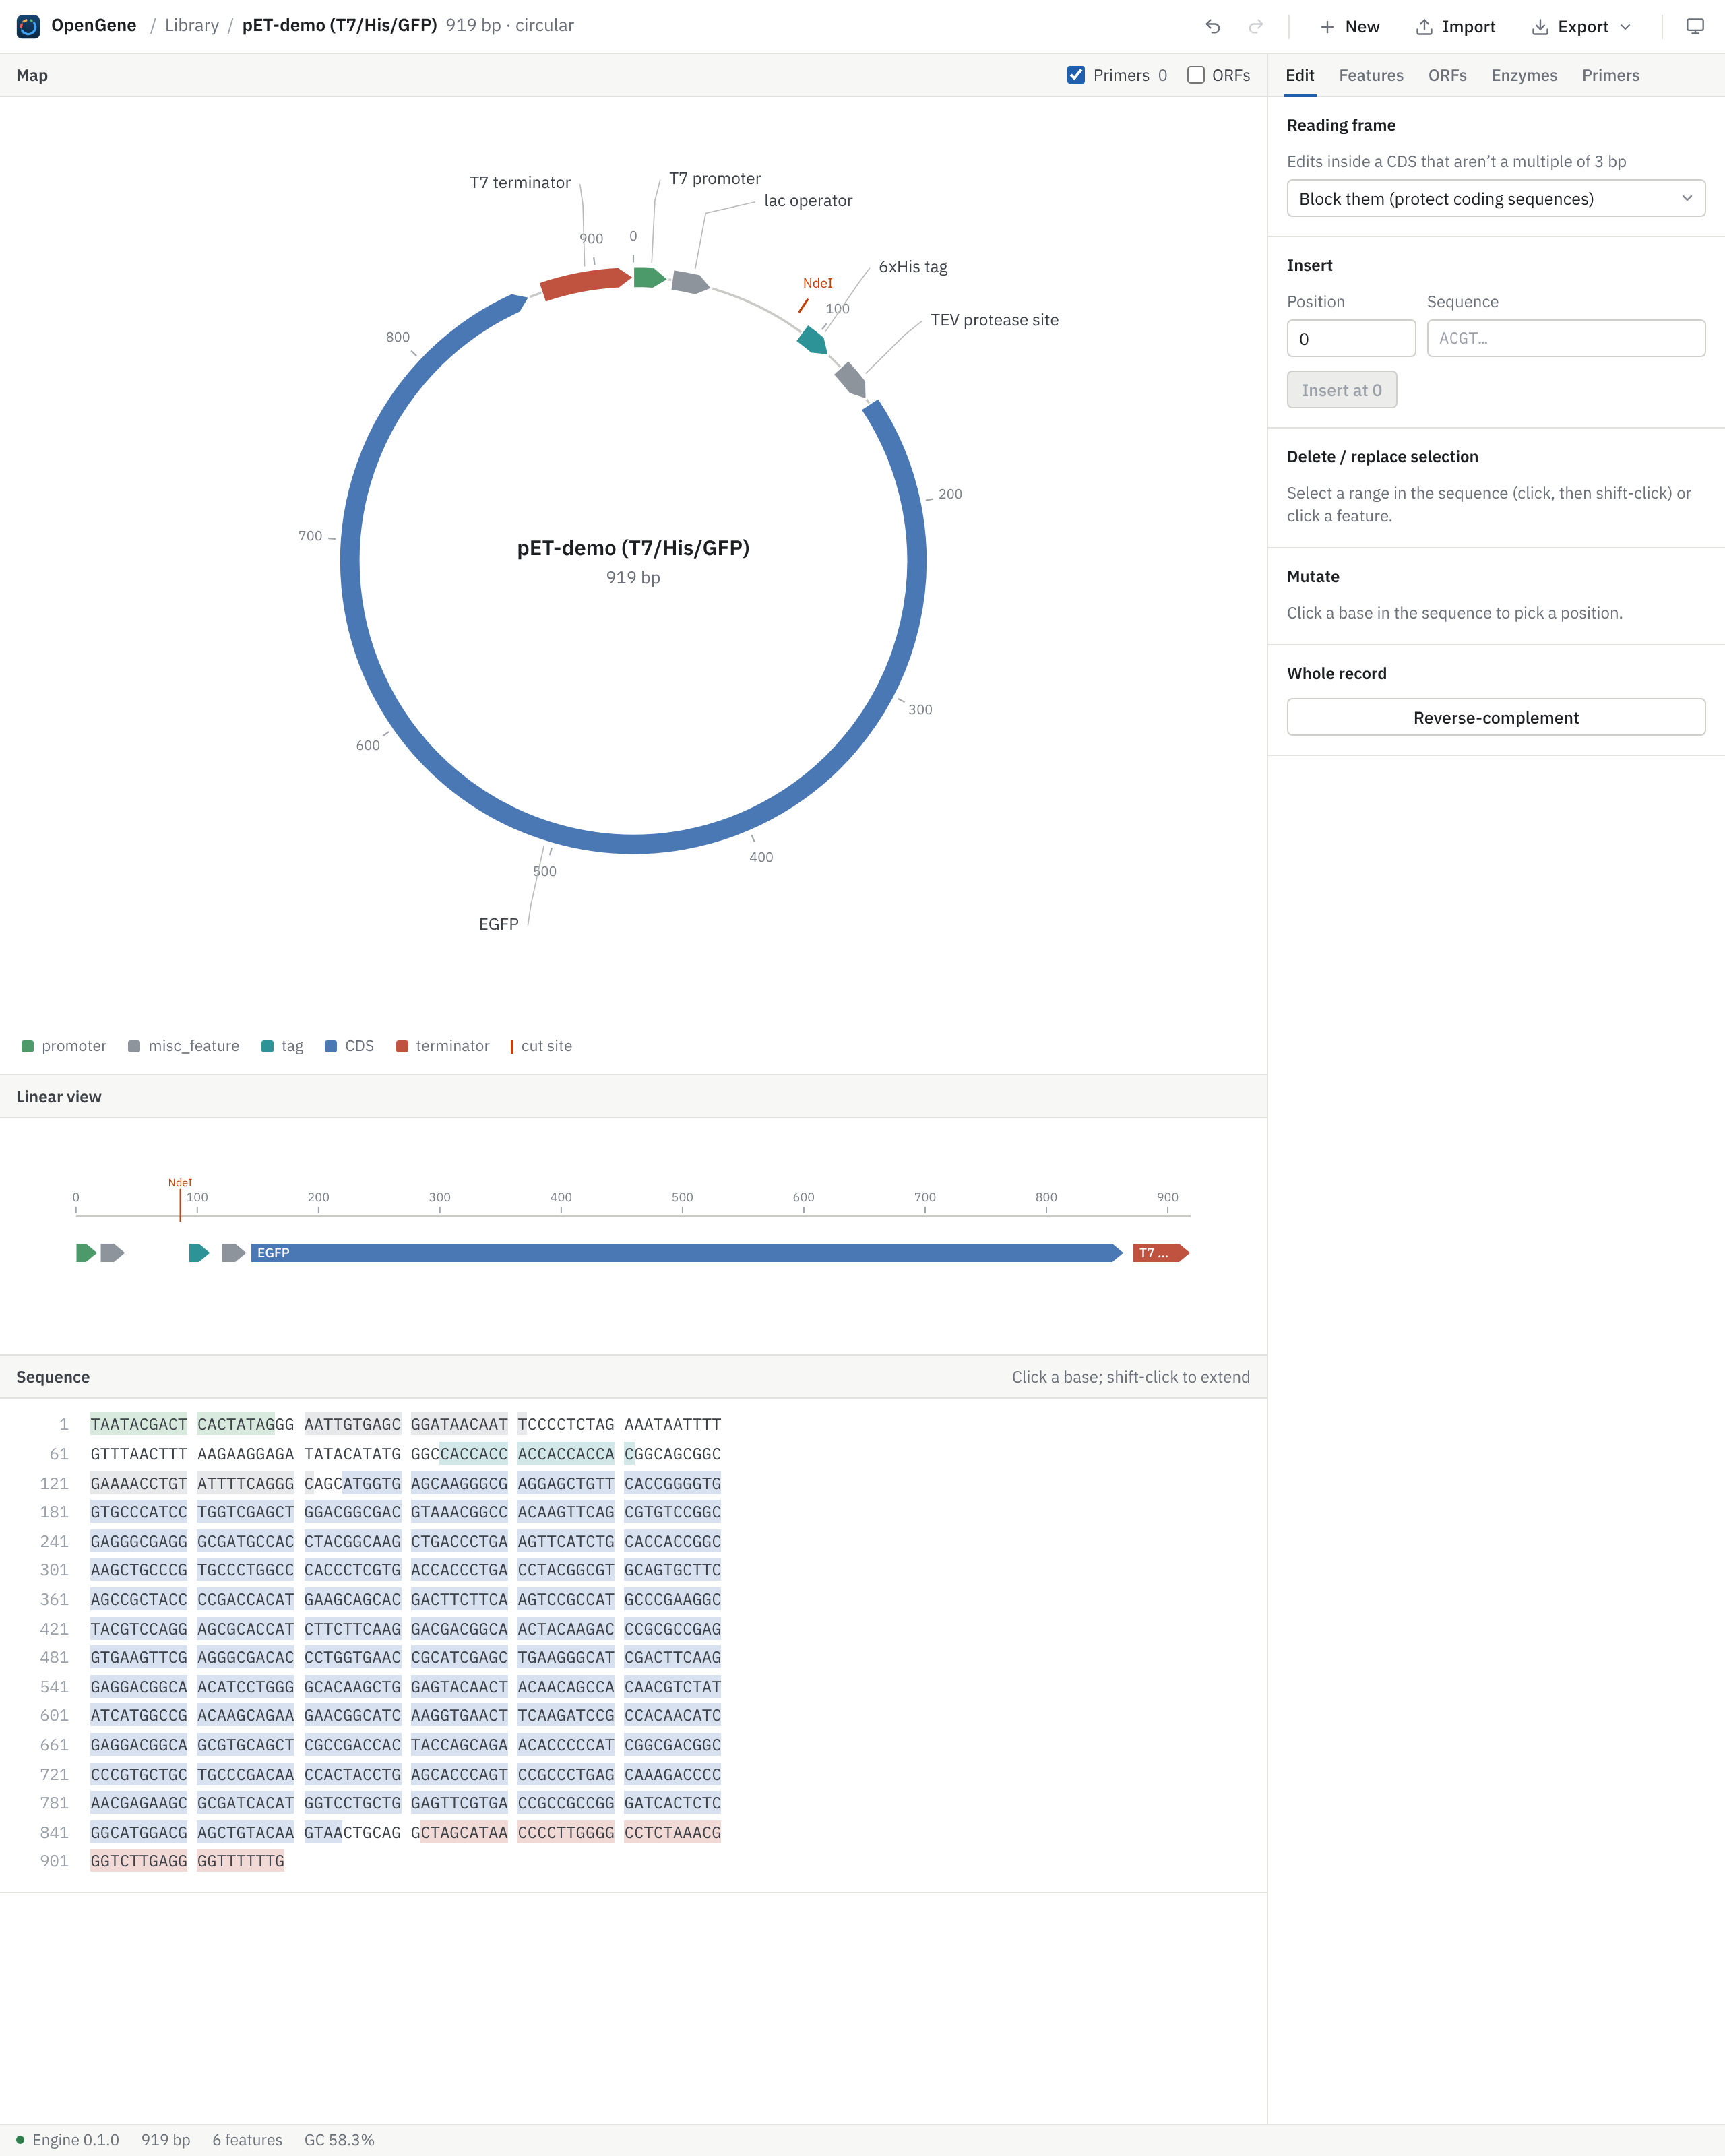 OpenGene / Library / pET-demo (T7/His/GFP) 919 bp · circular
New Import Export
Map
Primers 0 ORFs
Edit Features ORFs Enzymes Primers
T7 terminator
T7 promoter
lac operator
900
0
6xHis tag
NdeI
100
TEV protease site
800
200
700
pET-demo (T7/His/GFP)
919 bp
300
600
400
500
EGFP
promoter misc_feature tag CDS terminator cut site
Reading frame
Edits inside a CDS that aren’t a multiple of 3 bp
Block them (protect coding sequences)
Insert
Position Sequence
0 ACGT…
Insert at 0
Delete / replace selection
Select a range in the sequence (click, then shift-click) or
click a feature.
Mutate
Click a base in the sequence to pick a position.
Whole record
Reverse-complement
Linear view
NdeI
0 100 200 300 400 500 600 700 800 900
EGFP T7 …
Sequence
Click a base; shift-click to extend
1 TAATACGACT CACTATAGGG AATTGTGAGC GGATAACAAT TCCCCTCTAG AAATAATTTT
61 GTTTAACTTT AAGAAGGAGA TATACATATG GGCCACCACC ACCACCACCA CGGCAGCGGC
121 GAAAACCTGT ATTTTCAGGG CAGCATGGTG AGCAAGGGCG AGGAGCTGTT CACCGGGGTG
181 GTGCCCATCC TGGTCGAGCT GGACGGCGAC GTAAACGGCC ACAAGTTCAG CGTGTCCGGC
241 GAGGGCGAGG GCGATGCCAC CTACGGCAAG CTGACCCTGA AGTTCATCTG CACCACCGGC
301 AAGCTGCCCG TGCCCTGGCC CACCCTCGTG ACCACCCTGA CCTACGGCGT GCAGTGCTTC
361 AGCCGCTACC CCGACCACAT GAAGCAGCAC GACTTCTTCA AGTCCGCCAT GCCCGAAGGC
421 TACGTCCAGG AGCGCACCAT CTTCTTCAAG GACGACGGCA ACTACAAGAC CCGCGCCGAG
481 GTGAAGTTCG AGGGCGACAC CCTGGTGAAC CGCATCGAGC TGAAGGGCAT CGACTTCAAG
541 GAGGACGGCA ACATCCTGGG GCACAAGCTG GAGTACAACT ACAACAGCCA CAACGTCTAT
601 ATCATGGCCG ACAAGCAGAA GAACGGCATC AAGGTGAACT TCAAGATCCG CCACAACATC
661 GAGGACGGCA GCGTGCAGCT CGCCGACCAC TACCAGCAGA ACACCCCCAT CGGCGACGGC
721 CCCGTGCTGC TGCCCGACAA CCACTACCTG AGCACCCAGT CCGCCCTGAG CAAAGACCCC
781 AACGAGAAGC GCGATCACAT GGTCCTGCTG GAGTTCGTGA CCGCCGCCGG GATCACTCTC
841 GGCATGGACG AGCTGTACAA GTAACTGCAG GCTAGCATAA CCCCTTGGGG CCTCTAAACG
901 GGTCTTGAGG GGTTTTTTG
Engine 0.1.0 919 bp 6 features GC 58.3%